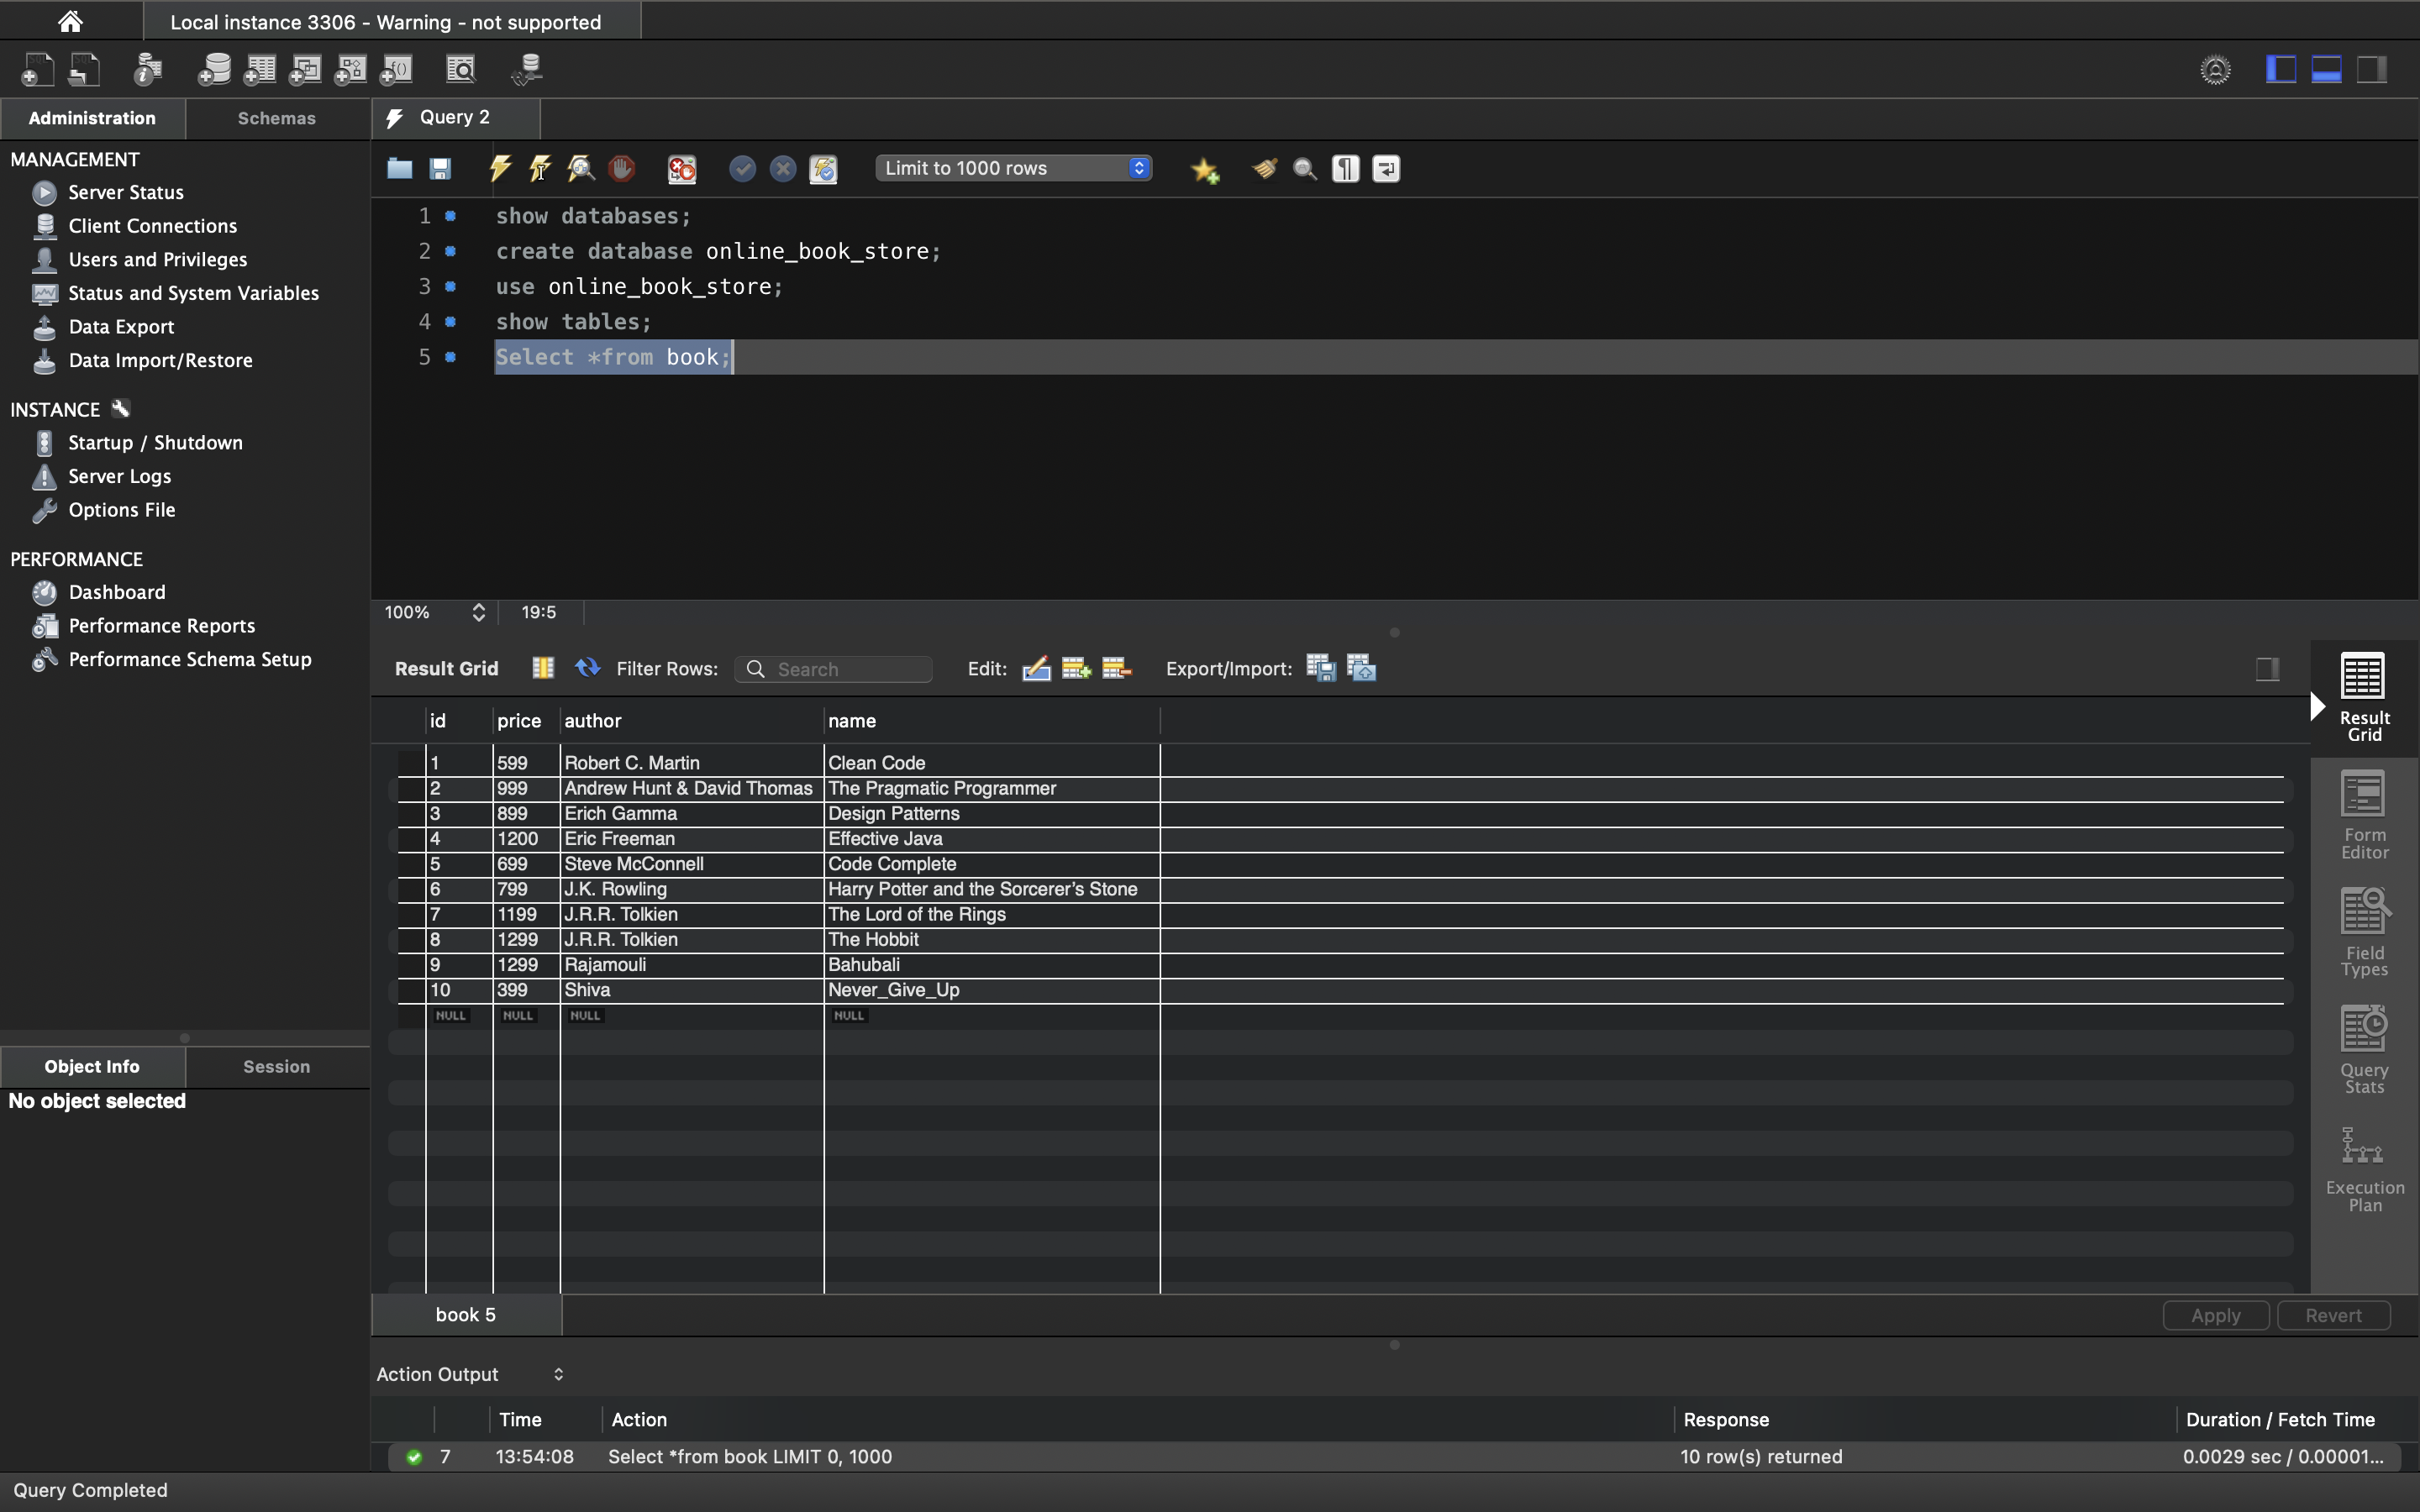 Local instance 3306 - Warning - not supported
Administration
Schemas
Query 2
MANAGEMENT
Server Status
Client Connections
Users and Privileges
Status and System Variables
Data Export
Data Import/Restore
INSTANCE
Startup / Shutdown
Server Logs
Options File
PERFORMANCE
Dashboard
Performance Reports
Performance Schema Setup
Object Info
Session
No object selected
Limit to 1000 rows
1 show databases;
2 create database online_book_store;
3 use online_book_store;
4 show tables;
5 Select *from book;
100% 19:5
Result Grid Filter Rows: Search Edit: Export/Import:
id price author name
1 599 Robert C. Martin Clean Code
2 999 Andrew Hunt & David Thomas The Pragmatic Programmer
3 899 Erich Gamma Design Patterns
4 1200 Eric Freeman Effective Java
5 699 Steve McConnell Code Complete
6 799 J.K. Rowling Harry Potter and the Sorcerer's Stone
7 1199 J.R.R. Tolkien The Lord of the Rings
8 1299 J.R.R. Tolkien The Hobbit
9 1299 Rajamouli Bahubali
10 399 Shiva Never_Give_Up
NULL NULL NULL NULL
Result
Grid
Form
Editor
Field
Types
Query
Stats
Execution
Plan
book 5
Apply Revert
Action Output
Time Action Response Duration / Fetch Time
7 13:54:08 Select *from book LIMIT 0, 1000 10 row(s) returned 0.0029 sec / 0.00001...
Query Completed